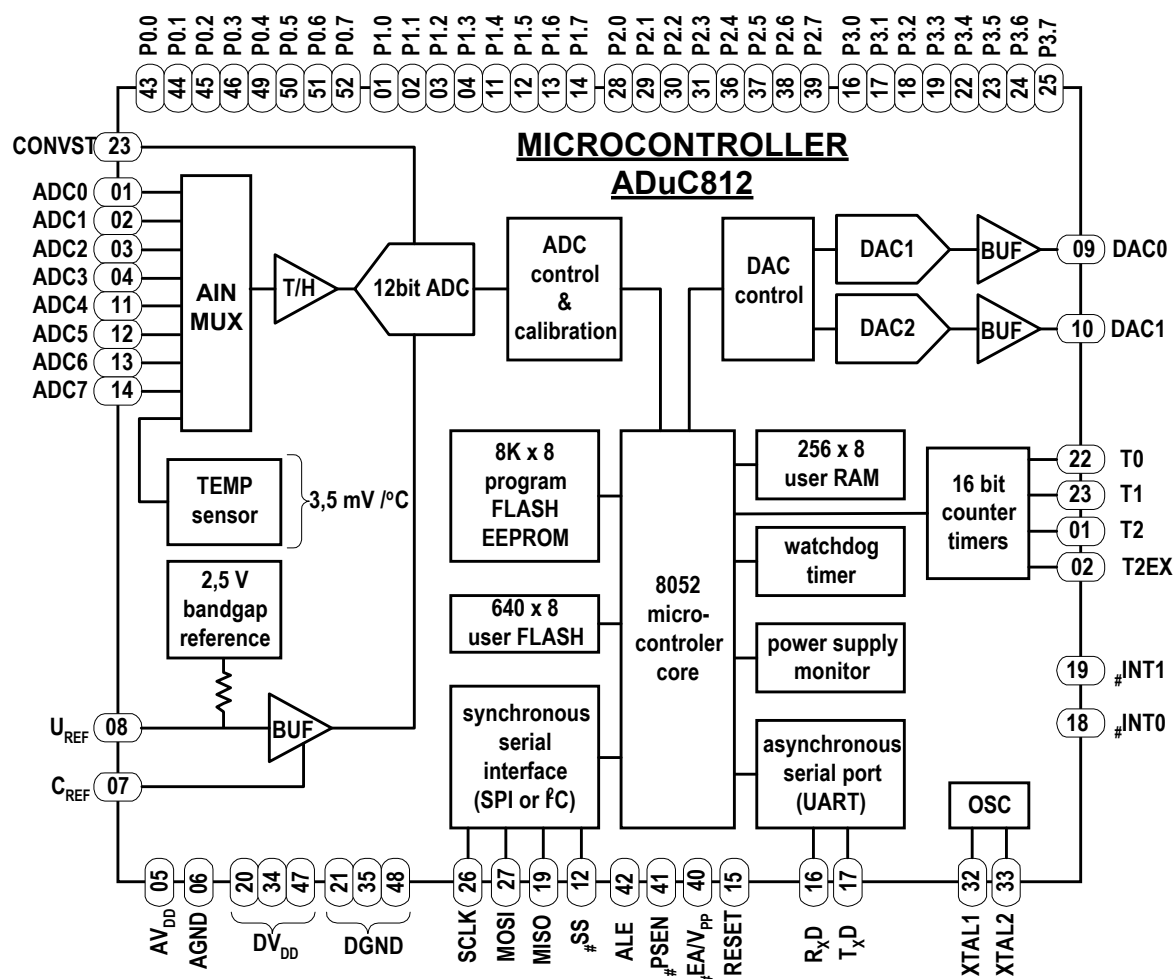 P0.0 P0.1 P0.2 P0.3 P0.4 P0.5 P0.6 P0.7 P1.0 P1.1 P1.2 P1.3 P1.4 P1.5 P1.6 P1.7 P2.0 P2.1 P2.2 P2.3 P2.4 P2.5 P2.6 P2.7 P3.0 P3.1 P3.2 P3.3 P3.4 P3.5 P3.6 P3.7
43 44 45 46 49 50 51 52 01 02 03 04 11 12 13 14 28 29 30 31 36 37 38 39 16 17 18 19 22 23 24 25
MICROCONTROLLER
ADuC812
CONVST 23
ADC0 01
ADC1 02
ADC2 03
ADC3 04
ADC4 11
ADC5 12
ADC6 13
ADC7 14
AIN
MUX
T/H
12bit ADC
ADC
control
&
calibration
DAC
control
DAC1
BUF
09 DAC0
DAC2
BUF
10 DAC1
TEMP
sensor
3,5 mV /°C
2,5 V
bandgap
reference
BUF
UREF 08
CREF 07
8K x 8
program
FLASH
EEPROM
640 x 8
user FLASH
synchronous
serial
interface
(SPI or I²C)
8052
micro-
controler
core
256 x 8
user RAM
watchdog
timer
power supply
monitor
asynchronous
serial port
(UART)
16 bit
counter
timers
22 T0
23 T1
01 T2
02 T2EX
19 #INT1
18 #INT0
OSC
05 06 20 34 47 21 35 48 26 27 19 12 42 41 40 15 16 17 32 33
AVDD AGND DVDD DGND SCLK MOSI MISO #SS ALE #PSEN #EA/VPP RESET RXD TXD XTAL1 XTAL2